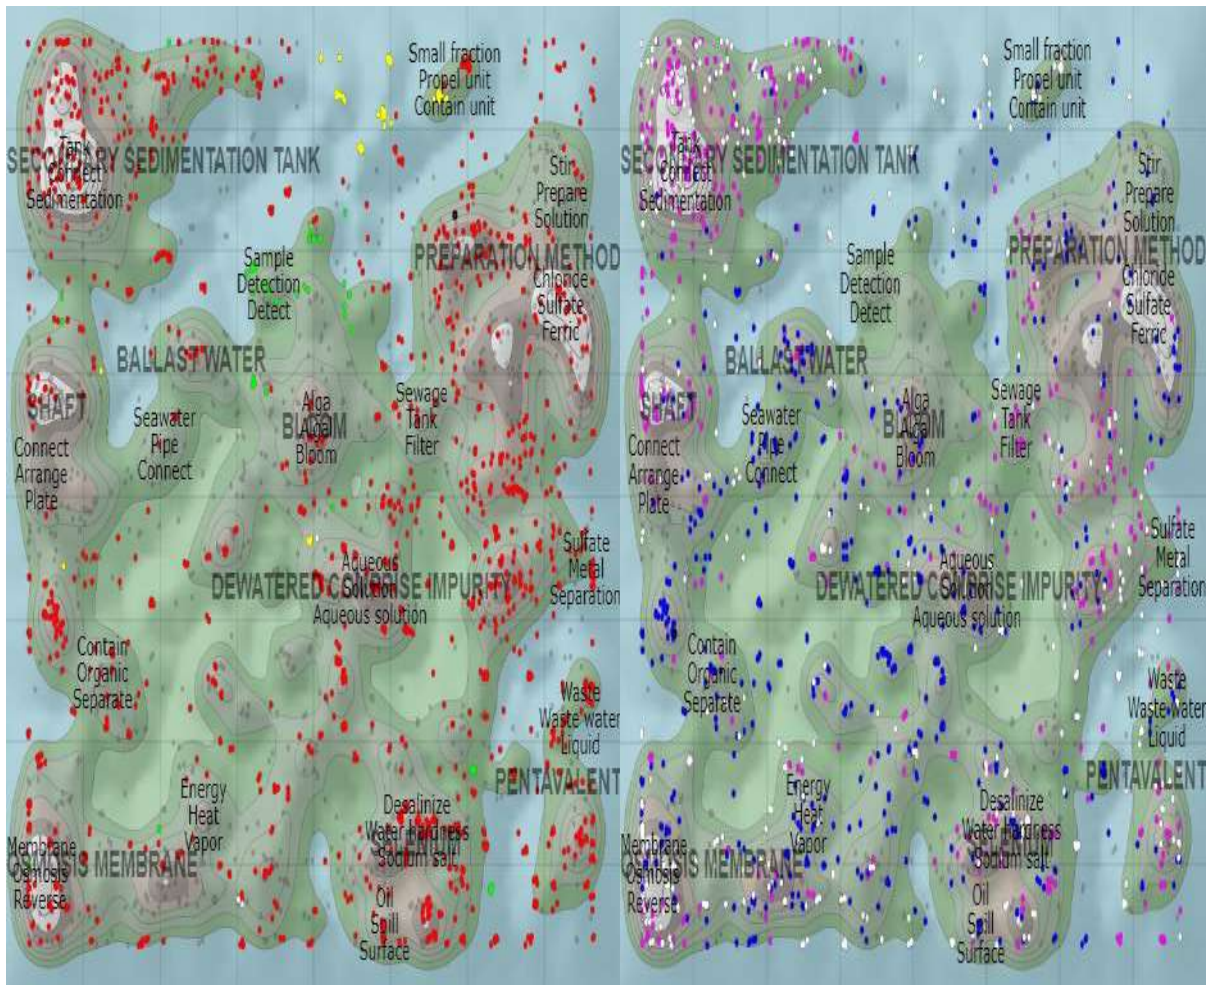 Small fraction
Propel unit
Contain unit
Tank
Connect
Sedimentation
SECONDARY SEDIMENTATION TANK
Stir
Prepare
Solution
PREPARATION METHOD
Sample
Detection
Detect
Chloride
Sulfate
Ferric
BALLAST WATER
SHAFT
Seawater
Pipe
Connect
Alga
Algal
Bloom
BLOOM
Sewage
Tank
Filter
Connect
Arrange
Plate
Sulfate
Metal
Separation
Aqueous
Solution
Aqueous solution
DEWATERED COMPRISE IMPURITY
Contain
Organic
Separate
Waste
Waste water
Liquid
PENTAVALENT
Energy
Heat
Vapor
Desalinize
Water hardness
Sodium salt
Membrane
Osmosis
Reverse
OSMOSIS MEMBRANE
Oil
Spill
Surface
Small fraction
Propel unit
Contain unit
Tank
Connect
Sedimentation
SECONDARY SEDIMENTATION TANK
Stir
Prepare
Solution
PREPARATION METHOD
Sample
Detection
Detect
Chloride
Sulfate
Ferric
BALLAST WATER
SHAFT
Seawater
Pipe
Connect
Alga
Algal
Bloom
BLOOM
Sewage
Tank
Filter
Connect
Arrange
Plate
Sulfate
Metal
Separation
Aqueous
Solution
Aqueous solution
DEWATERED COMPRISE IMPURITY
Contain
Organic
Separate
Waste
Waste water
Liquid
PENTAVALENT
Energy
Heat
Vapor
Desalinize
Water hardness
Sodium salt
Membrane
Osmosis
Reverse
OSMOSIS MEMBRANE
Oil
Spill
Surface